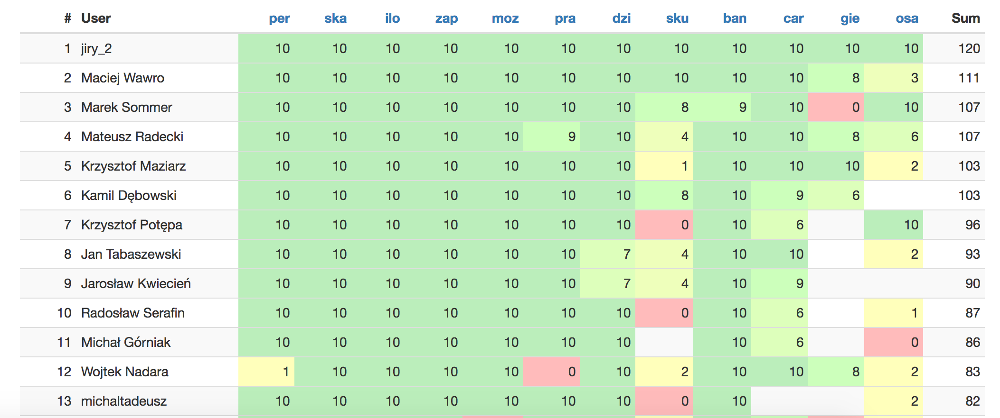 # User per ska ilo zap moz pra dzi sku ban car gie osa Sum
1 jiry_2 10 10 10 10 10 10 10 10 10 10 10 10 120
2 Maciej Wawro 10 10 10 10 10 10 10 10 10 10 8 3 111
3 Marek Sommer 10 10 10 10 10 10 10 8 9 10 0 10 107
4 Mateusz Radecki 10 10 10 10 10 9 10 4 10 10 8 6 107
5 Krzysztof Maziarz 10 10 10 10 10 10 10 1 10 10 10 2 103
6 Kamil Dębowski 10 10 10 10 10 10 10 8 10 9 6 103
7 Krzysztof Potępa 10 10 10 10 10 10 10 0 10 6 10 96
8 Jan Tabaszewski 10 10 10 10 10 10 7 4 10 10 2 93
9 Jarosław Kwiecień 10 10 10 10 10 10 7 4 10 9 90
10 Radosław Serafin 10 10 10 10 10 10 10 0 10 6 1 87
11 Michał Górniak 10 10 10 10 10 10 10 10 6 0 86
12 Wojtek Nadara 1 10 10 10 10 0 10 2 10 10 8 2 83
13 michaltadeusz 10 10 10 10 10 10 10 0 10 2 82